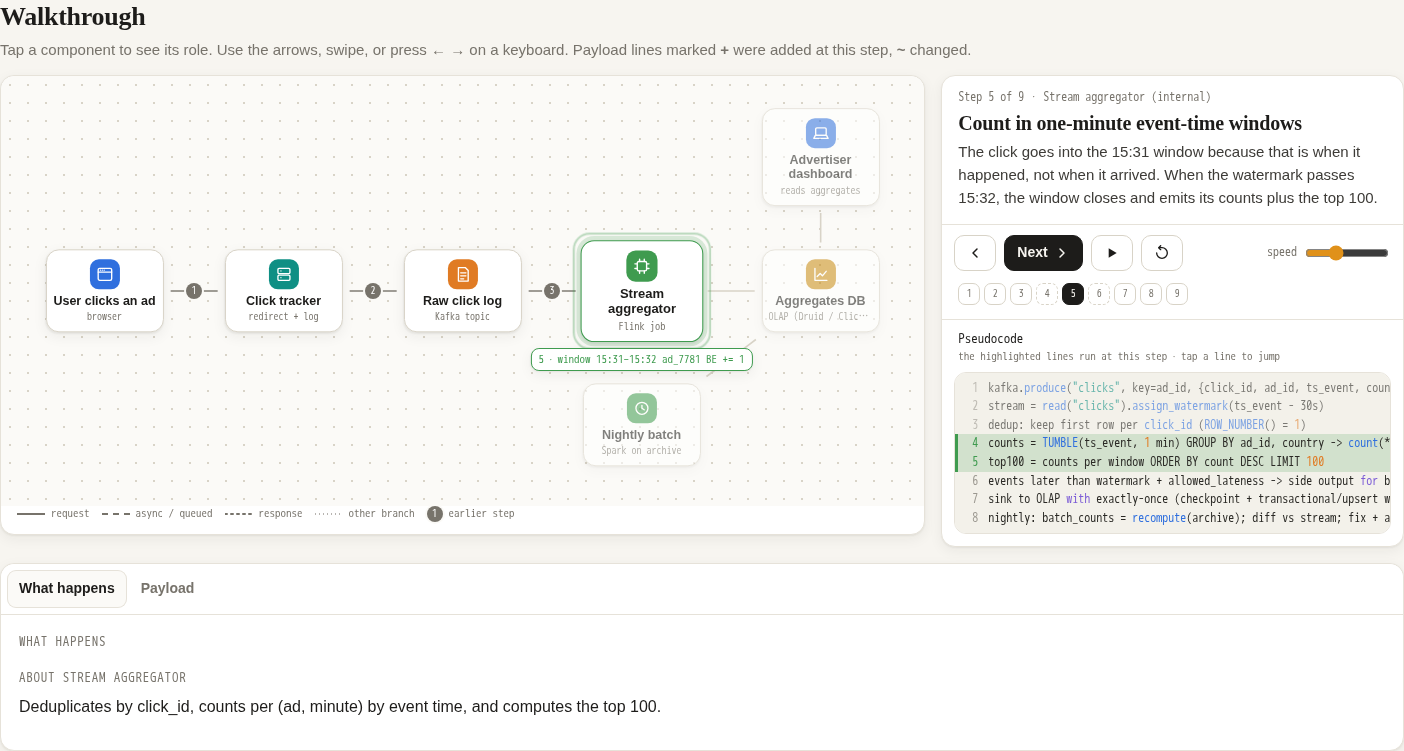 Walkthrough
Tap a component to see its role. Use the arrows, swipe, or press ← → on a keyboard. Payload lines marked + were added at this step, ~ changed.
Advertiser
dashboard
reads aggregates
User clicks an ad
browser
1
Click tracker
redirect + log
2
Raw click log
Kafka topic
3
Stream
aggregator
Flink job
Aggregates DB
OLAP (Druid / Clic…
5 · window 15:31–15:32 ad_7781 BE += 1
Nightly batch
Spark on archive
request
async / queued
response
other branch
1 earlier step
Step 5 of 9 · Stream aggregator (internal)
Count in one-minute event-time windows
The click goes into the 15:31 window because that is when it
happened, not when it arrived. When the watermark passes
15:32, the window closes and emits its counts plus the top 100.
Next
speed
1 2 3 4 5 6 7 8 9
Pseudocode
the highlighted lines run at this step · tap a line to jump
1 kafka.produce("clicks", key=ad_id, {click_id, ad_id, ts_event, coun
2 stream = read("clicks").assign_watermark(ts_event - 30s)
3 dedup: keep first row per click_id (ROW_NUMBER() = 1)
4 counts = TUMBLE(ts_event, 1 min) GROUP BY ad_id, country -> count(*
5 top100 = counts per window ORDER BY count DESC LIMIT 100
6 events later than watermark + allowed_lateness -> side output for b
7 sink to OLAP with exactly-once (checkpoint + transactional/upsert w
8 nightly: batch_counts = recompute(archive); diff vs stream; fix + a
What happens
Payload
WHAT HAPPENS
ABOUT STREAM AGGREGATOR
Deduplicates by click_id, counts per (ad, minute) by event time, and computes the top 100.